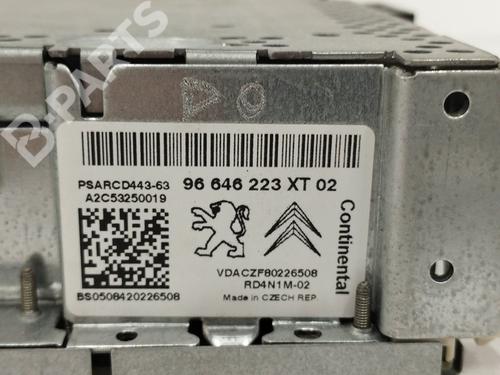 B-PARTS
PSARCD443-63
A2C53250019
96 646 223 XT 02
Continental
VDACZF80226508
RD4N1M-02
Made in CZECH REP.
BS0508420226508